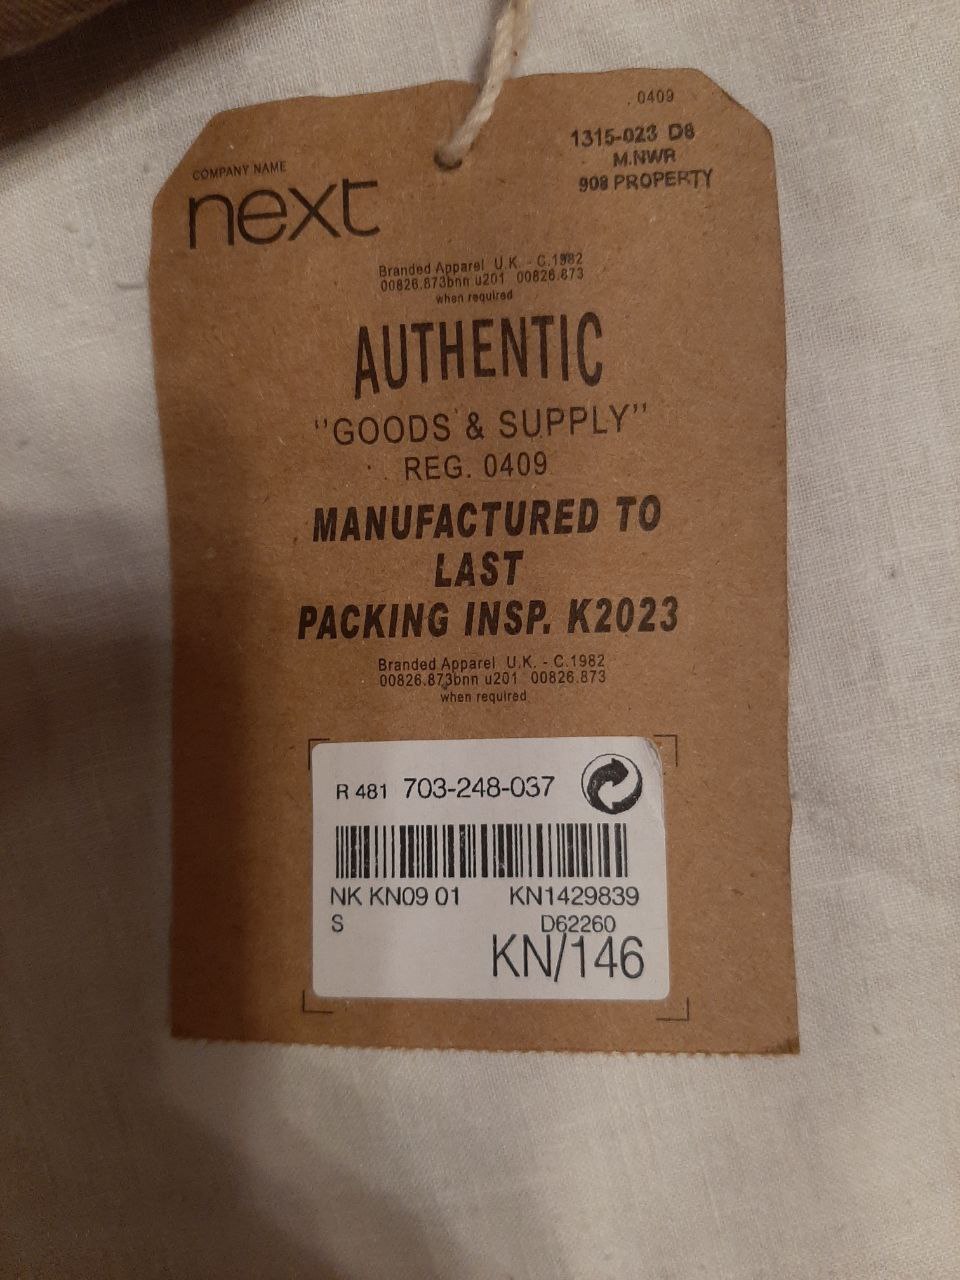 0409
1315-023 D8
M.NWR
908 PROPERTY
COMPANY NAME
next
Branded Apparel U.K - C.1982
00826.873bnn u201 00826.873
when required
AUTHENTIC
"GOODS & SUPPLY"
REG. 0409
MANUFACTURED TO
LAST
PACKING INSP. K2023
Branded Apparel U.K. - C.1982
00826.873bnn u201 00826.873
when required
R 481 703-248-037
NK KN09 01 KN1429839
S D62260
KN/146